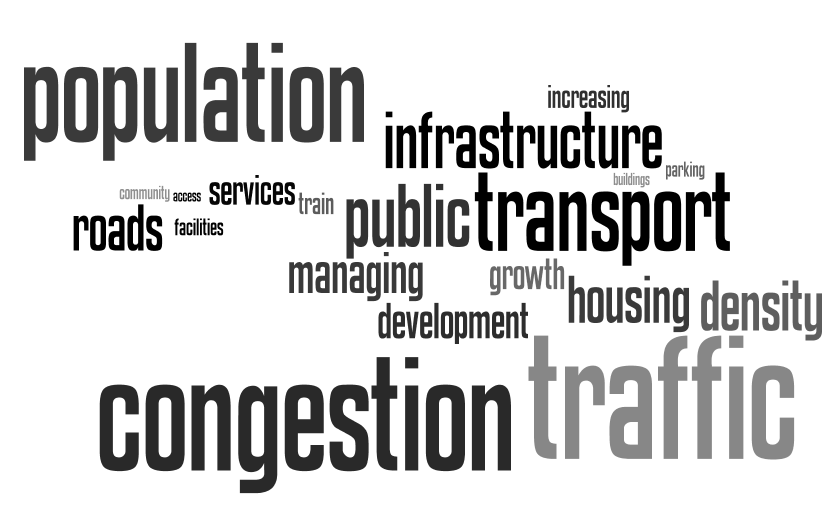 population
increasing
infrastructure
parking
buildings
community access services train
public transport
roads facilities
managing growth
housing density
development
traffic
congestion